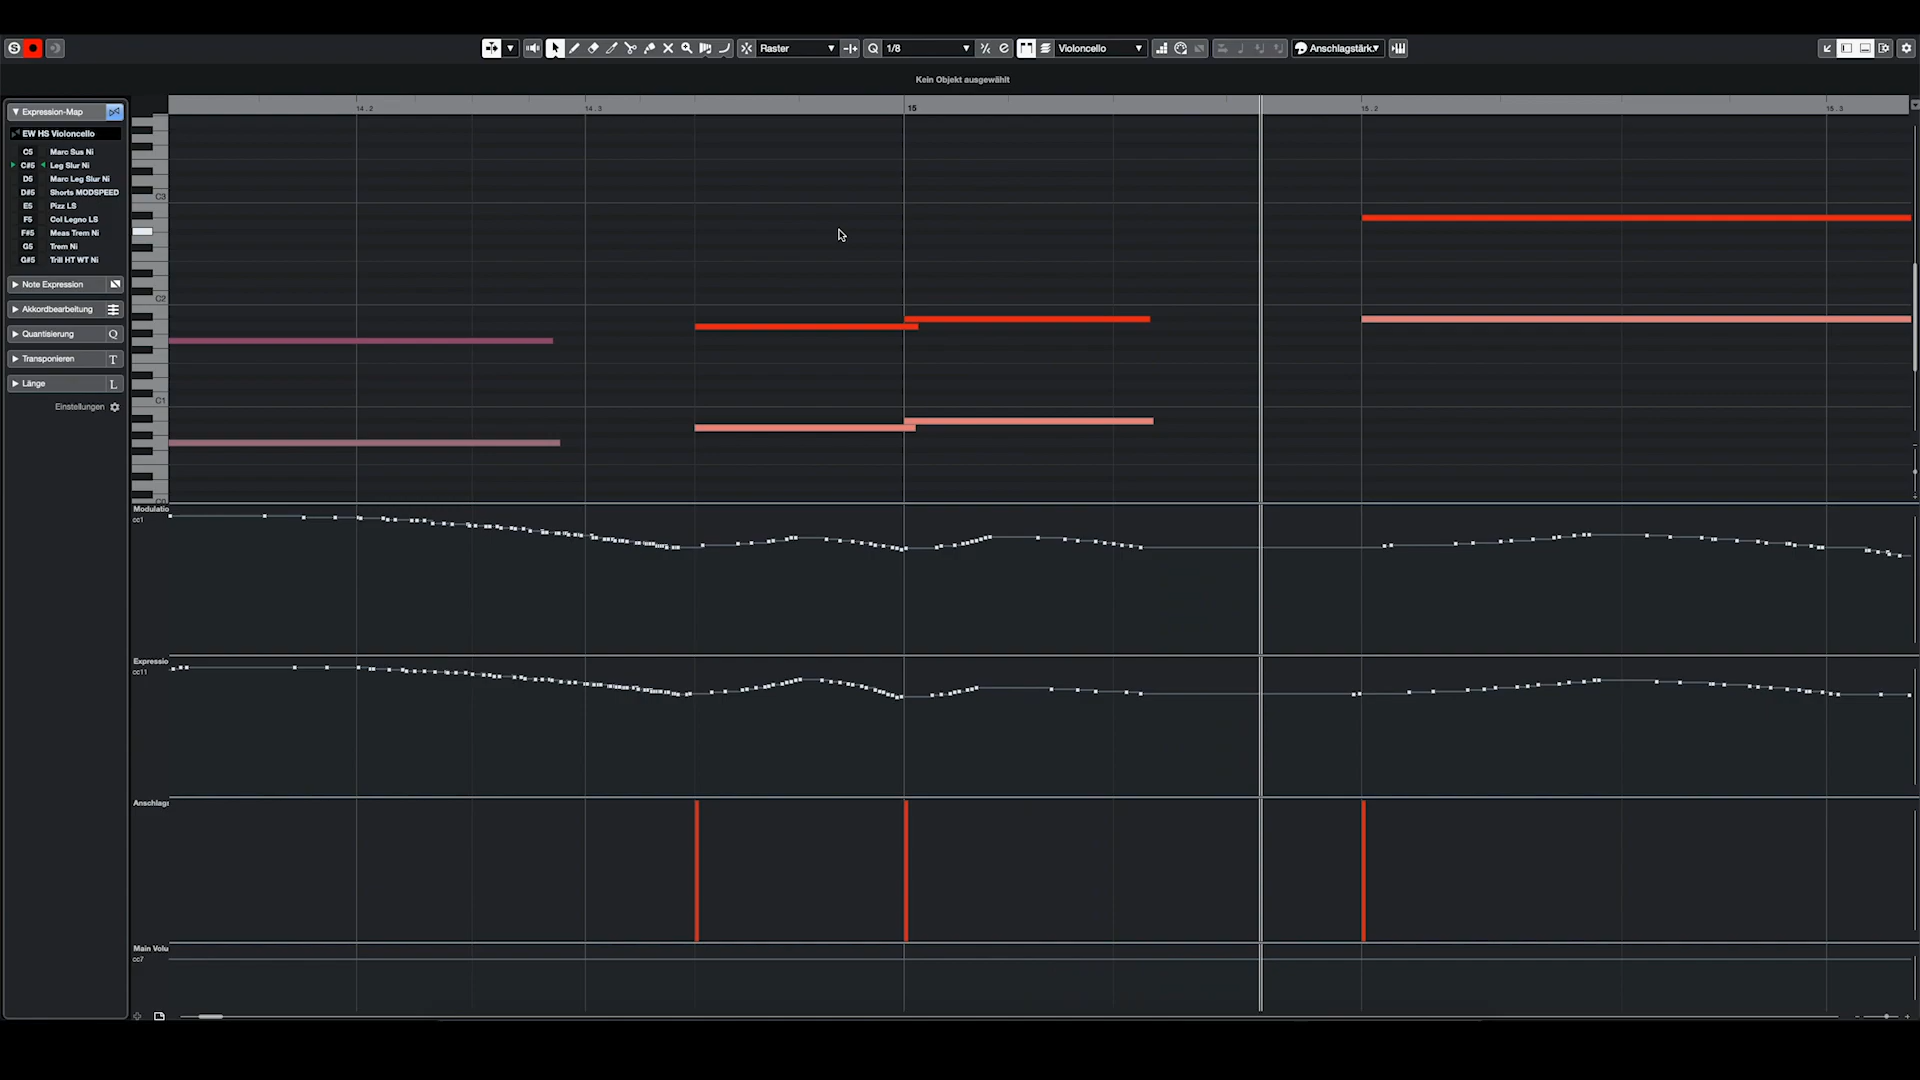 S
Raster
Q
1/8
Violoncello
Anschlagstärk
Kein Objekt ausgewählt
14.2
14.3
15
15.2
15.3
Expression-Map
EW HS Violoncello
C5 Marc Sus Ni
C#5 Leg Slur Ni
D5 Marc Leg Slur Ni
D#5 Shorts MODSPEED
E5 Pizz LS
F5 Col Legno LS
F#5 Meas Trem Ni
G5 Trem Ni
G#5 Trill HT WT Ni
Note Expression
Akkordbearbeitung
Quantisierung Q
Transponieren T
Länge L
Einstellungen
C3
C2
C1
C0
Modulatio
cc1
Expressio
cc11
Anschlags
Main Volu
cc7